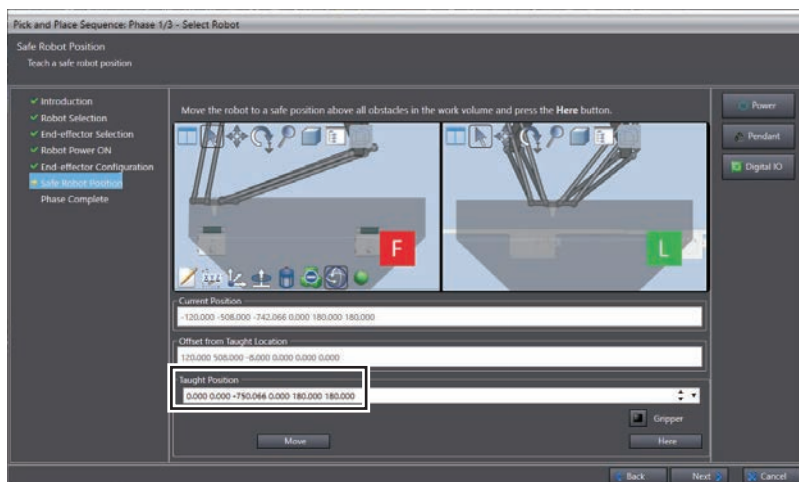 Pick and Place Sequence: Phase 1/3 - Select Robot
Safe Robot Position
Teach a safe robot position
Introduction
Robot Selection
End-effector Selection
Robot Power ON
End-effector Configuration
Safe Robot Position
Phase Complete
Move the robot to a safe position above all obstacles in the work volume and press the Here button.
F
L
Current Position
-120.000 -508.000 -742.066 0.000 180.000 180.000
Offset from Taught Location
120.000 508.000 -8.000 0.000 0.000 0.000
Taught Position
0.000 0.000 -750.066 0.000 180.000 180.000
Gripper
Move
Here
Power
Pendant
Digital IO
Back
Next
Cancel